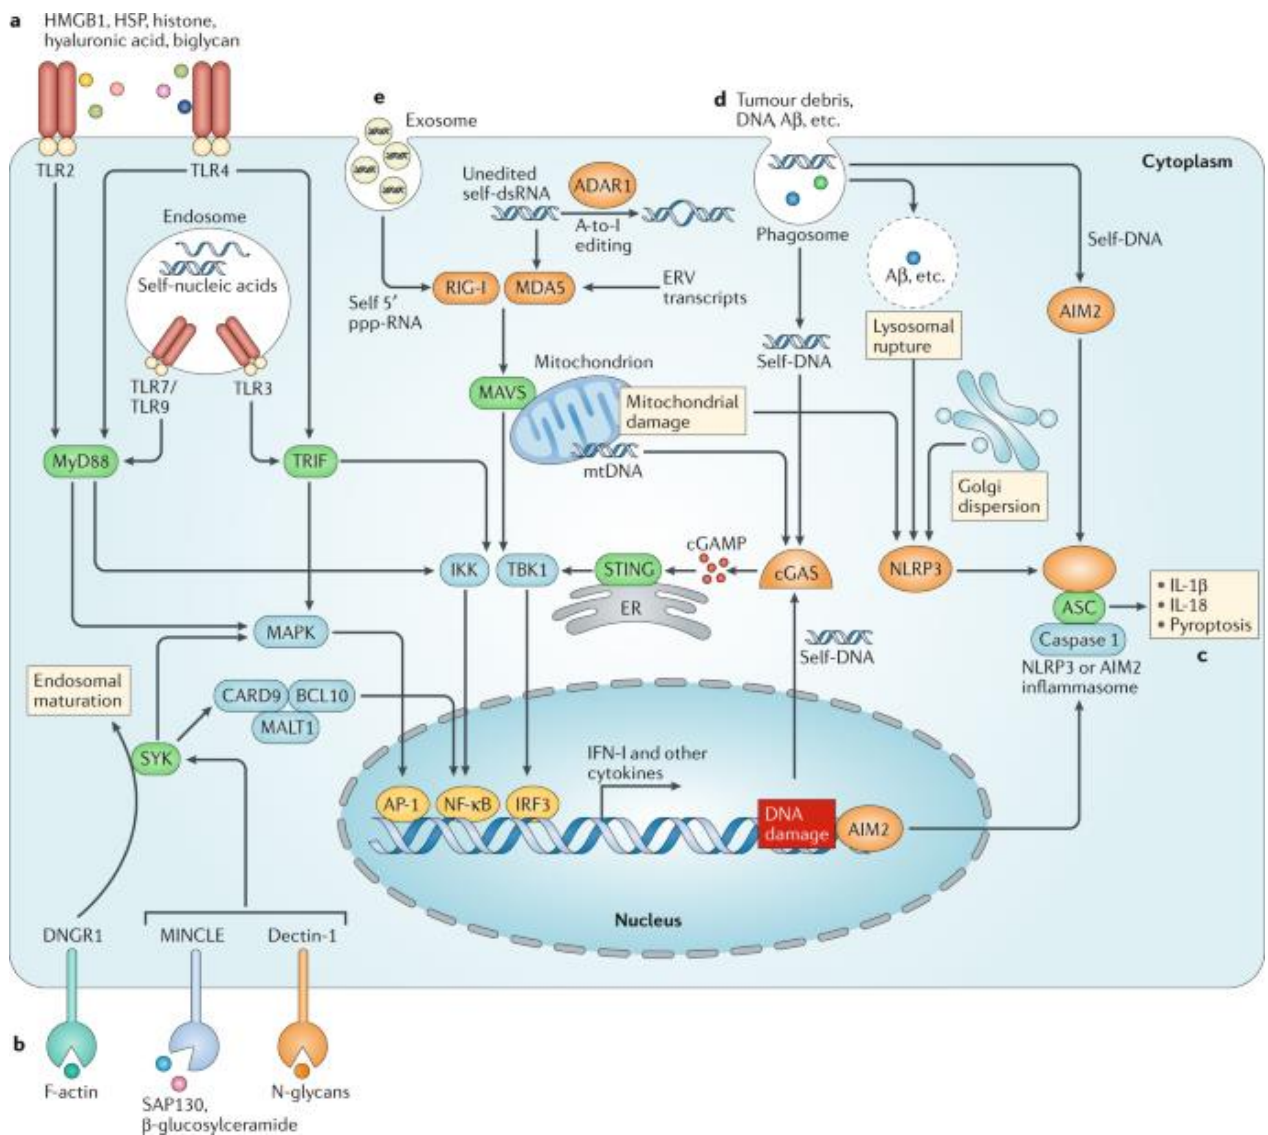 a
HMGB1, HSP, histone,
hyaluronic acid, biglycan
TLR2
TLR4
Endosome
Self-nucleic acids
TLR7/
TLR9
TLR3
MyD88
TRIF
e
Exosome
Self 5′
ppp-RNA
Unedited
self-dsRNA
ADAR1
A-to-I
editing
RIG-I
MDA5
ERV
transcripts
MAVS
Mitochondrion
Mitochondrial
damage
mtDNA
d
Tumour debris,
DNA, Aβ, etc.
Phagosome
Self-DNA
Aβ, etc.
Lysosomal
rupture
Cytoplasm
Self-DNA
AIM2
Golgi
dispersion
IKK
TBK1
STING
ER
cGAMP
cGAS
NLRP3
ASC
Caspase 1
NLRP3 or AIM2
inflammasome
• IL-1β
• IL-18
• Pyroptosis
c
MAPK
Self-DNA
Endosomal
maturation
CARD9
BCL10
MALT1
SYK
AP-1
NF-κB
IRF3
IFN-I and other
cytokines
DNA
damage
AIM2
Nucleus
DNGR1
MINCLE
Dectin-1
b
F-actin
SAP130,
β-glucosylceramide
N-glycans